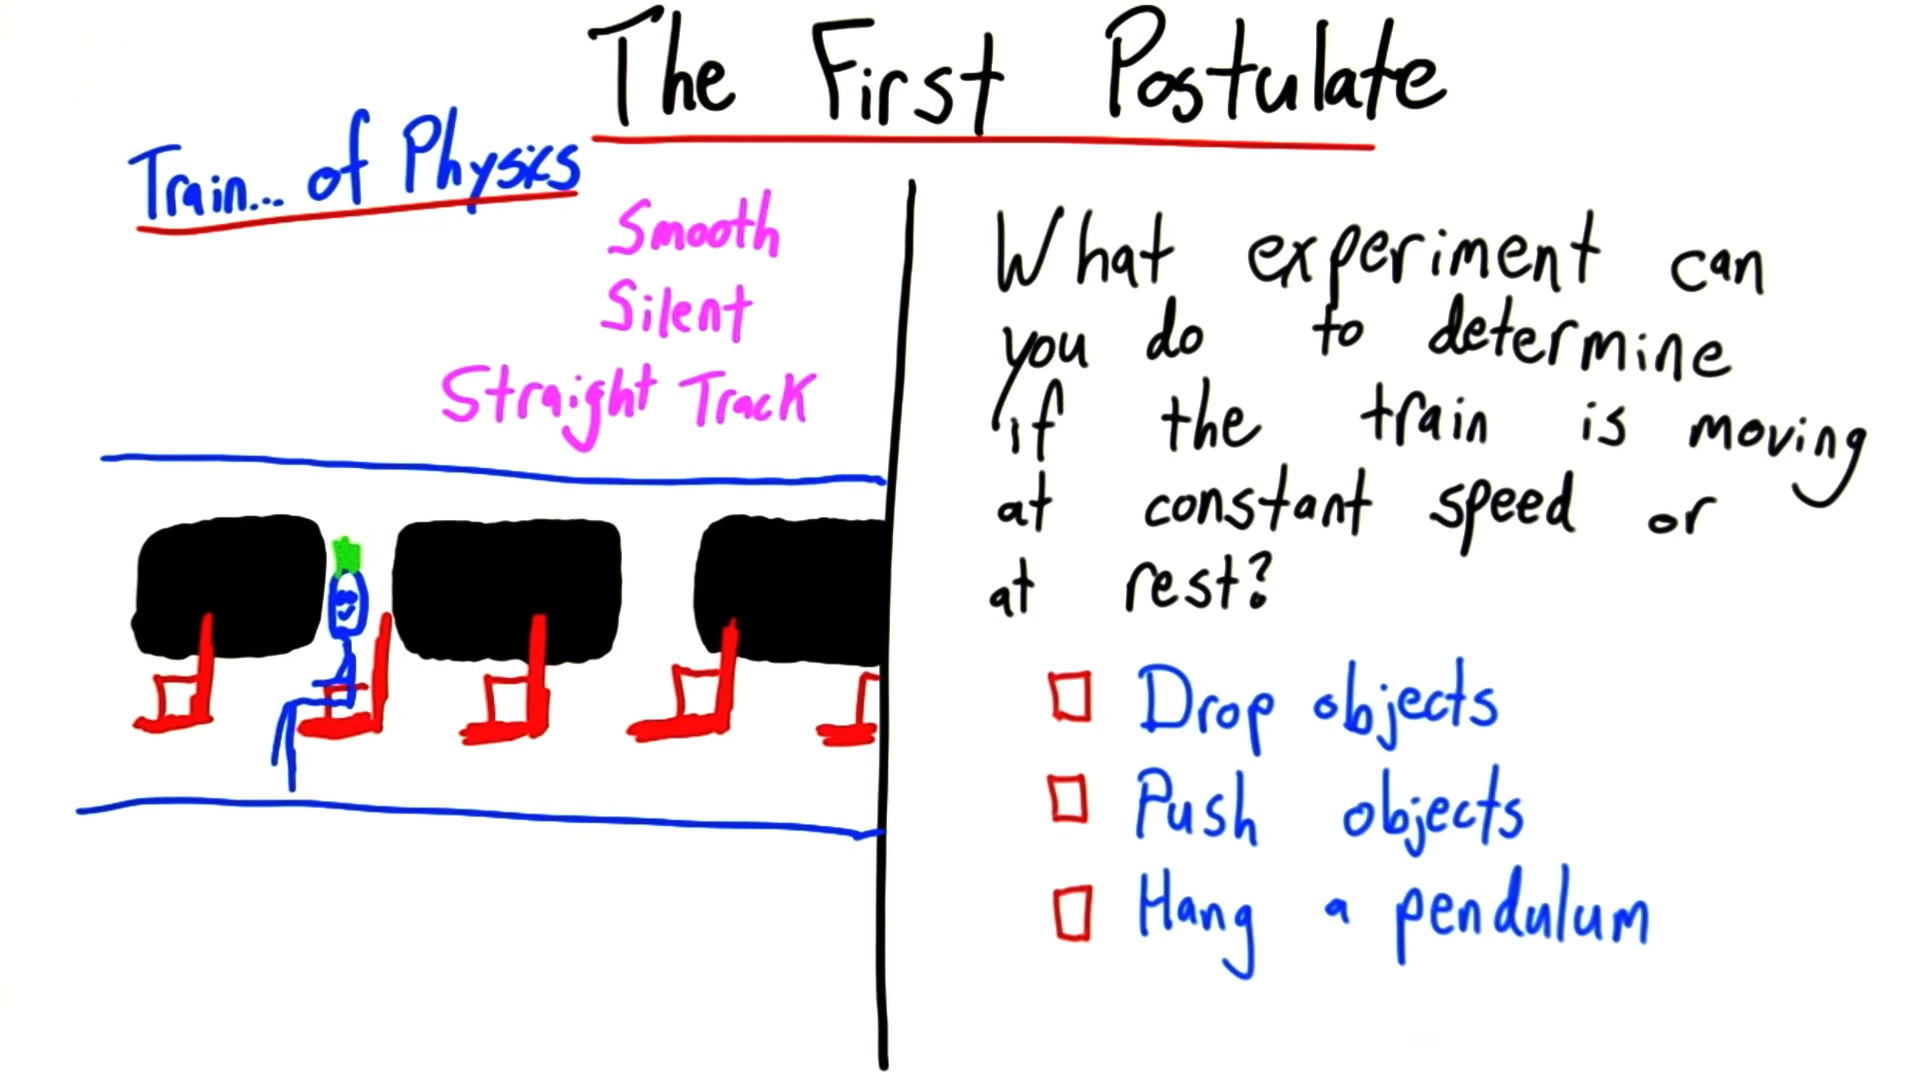 The First Postulate
Train... of Physics
Smooth
Silent
Straight Track
What experiment can
you do to determine
if the train is moving
at constant speed or
at rest?
Drop objects
Push objects
Hang a pendulum